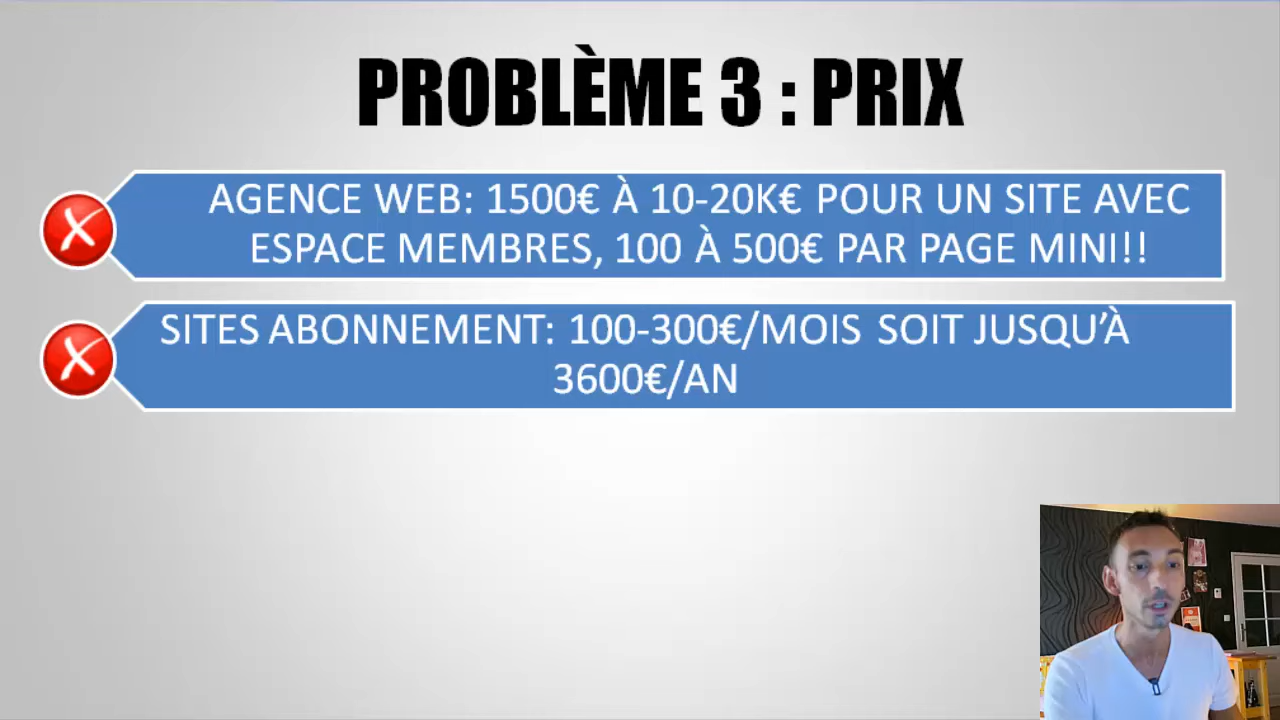 PROBLÈME 3 : PRIX
AGENCE WEB: 1500€ À 10-20K€ POUR UN SITE AVEC
ESPACE MEMBRES, 100 À 500€ PAR PAGE MINI!!
SITES ABONNEMENT: 100-300€/MOIS SOIT JUSQU’À
3600€/AN